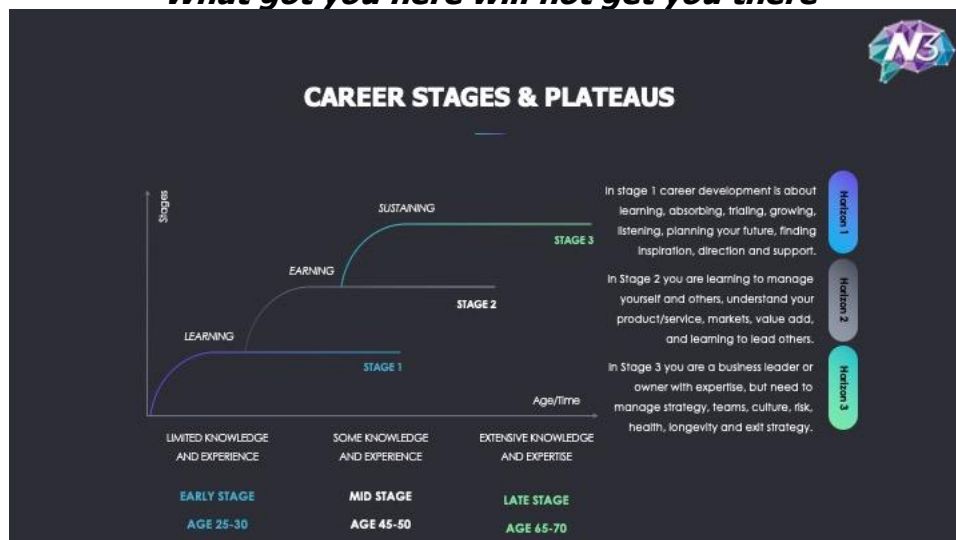 What got you here will not get you there
N3
CAREER STAGES & PLATEAUS
Stages
SUSTAINING
STAGE 3
EARNING
STAGE 2
LEARNING
STAGE 1
Age/Time
In stage 1 career development is about
learning, absorbing, trialing, growing,
listening, planning your future, finding
inspiration, direction and support.
Horizon 1
In Stage 2 you are learning to manage
yourself and others, understand your
product/service, markets, value add,
and learning to lead others.
Horizon 2
In Stage 3 you are a business leader or
owner with expertise, but need to
manage strategy, teams, culture, risk,
health, longevity and exit strategy.
Horizon 3
LIMITED KNOWLEDGE
AND EXPERIENCE
SOME KNOWLEDGE
AND EXPERIENCE
EXTENSIVE KNOWLEDGE
AND EXPERTISE
EARLY STAGE
AGE 25-30
MID STAGE
AGE 45-50
LATE STAGE
AGE 65-70